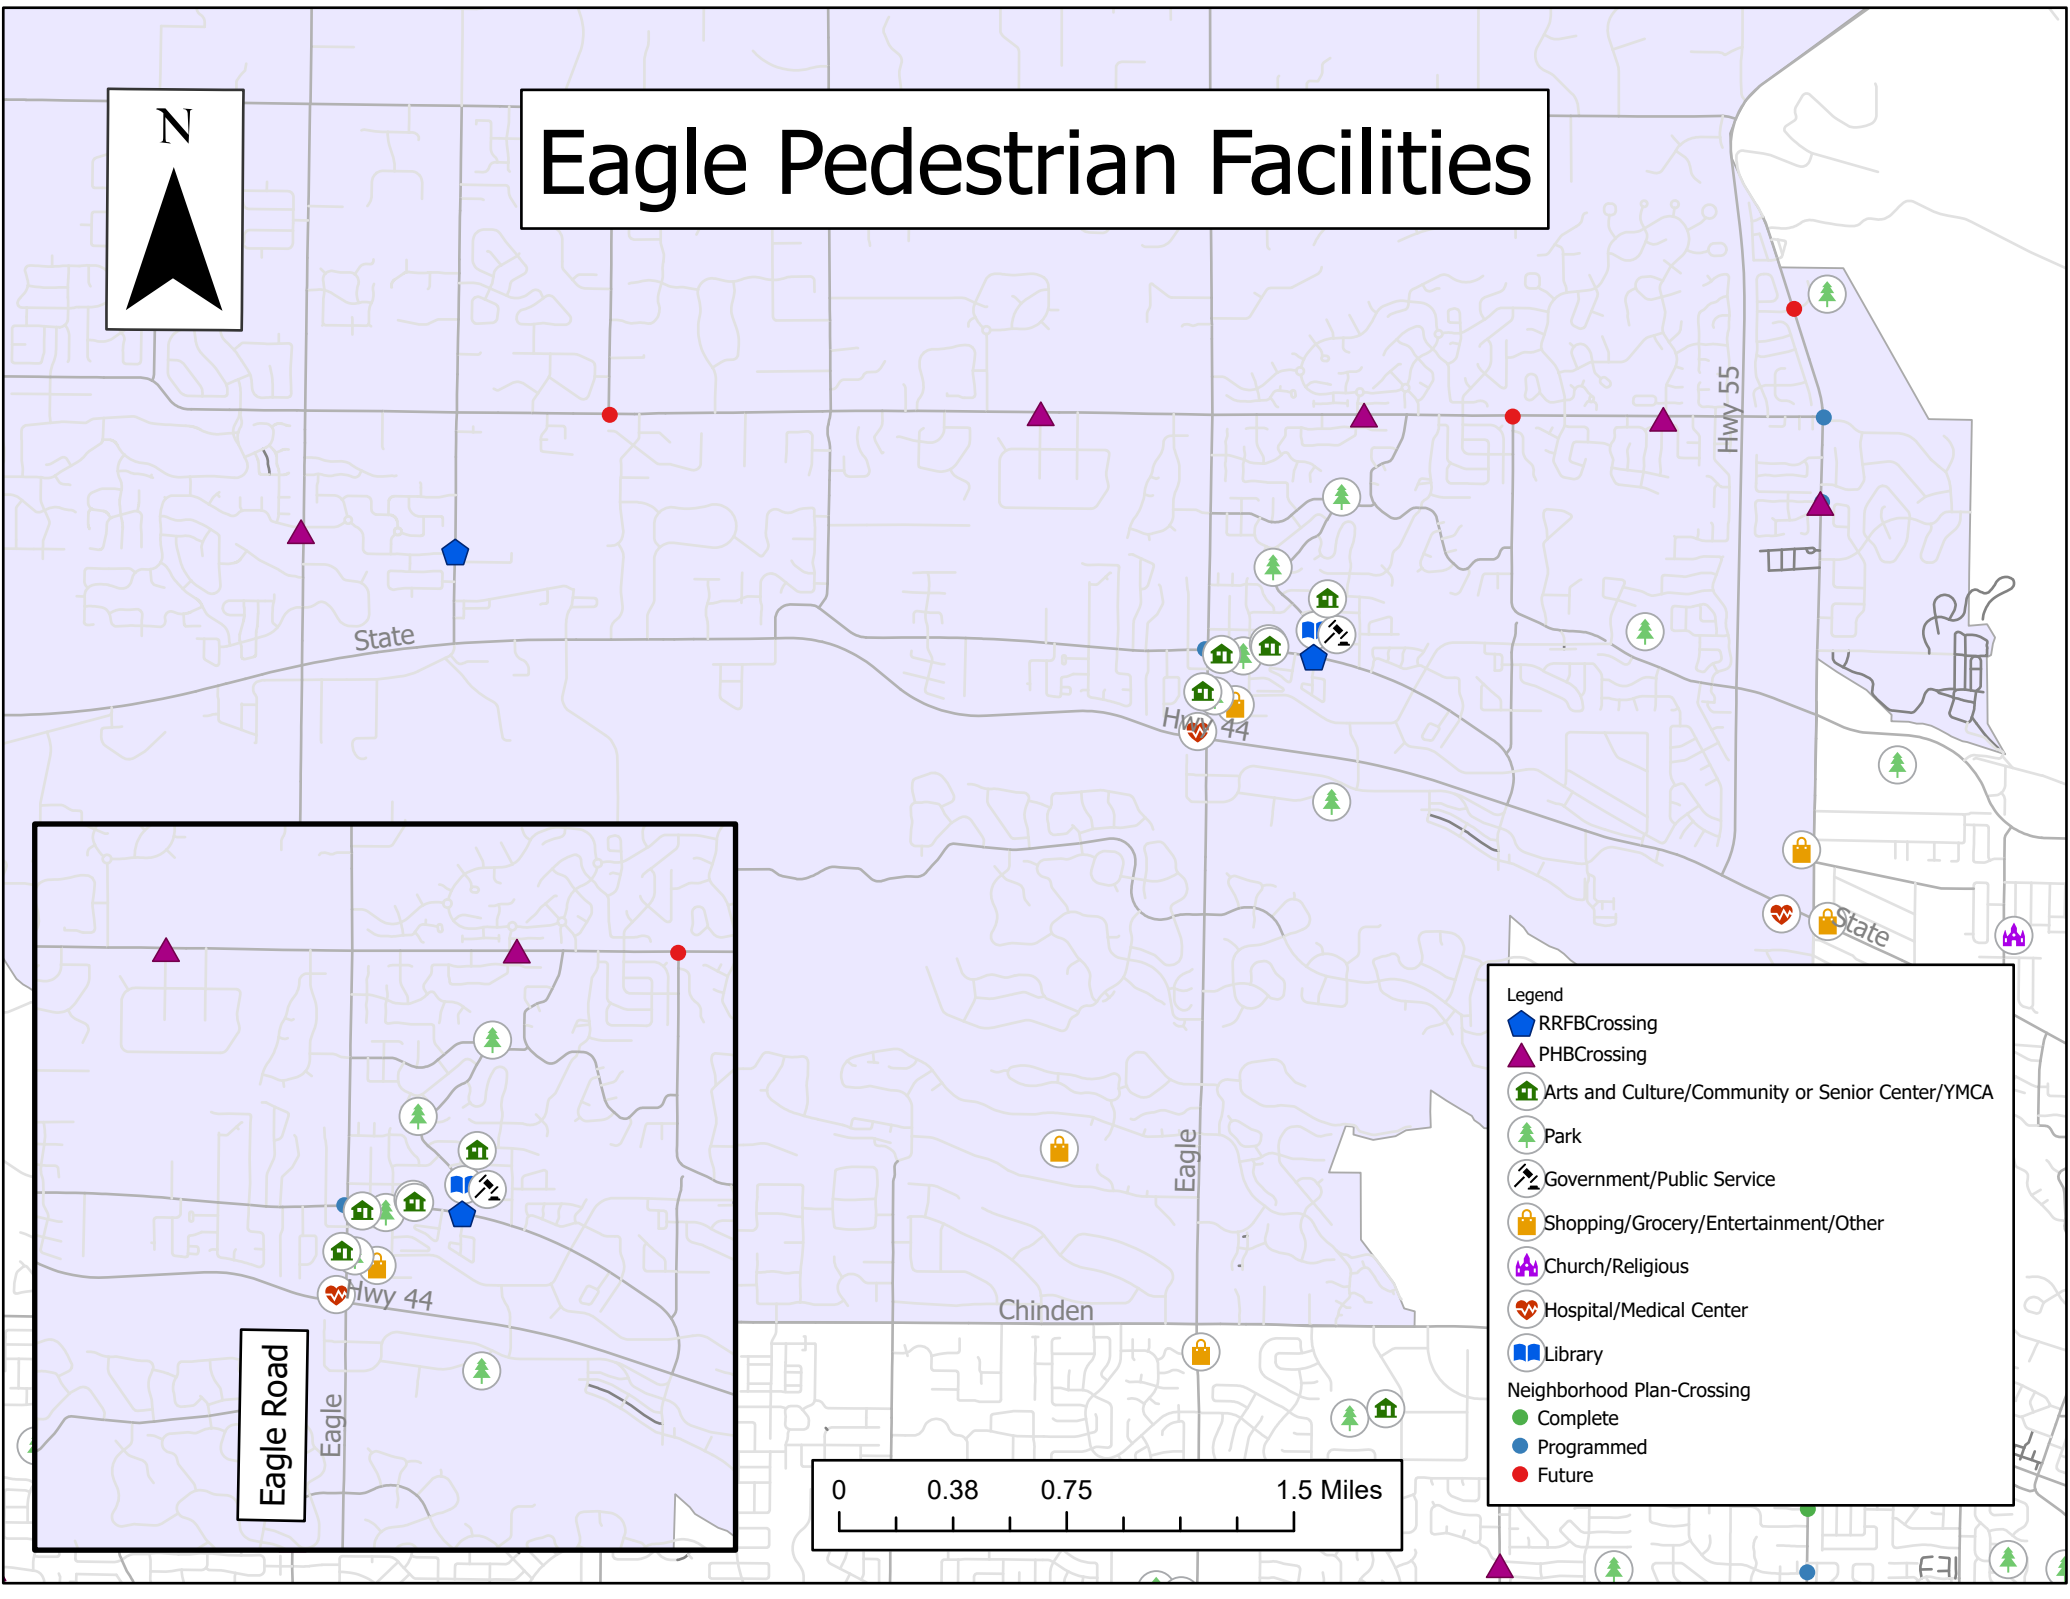 N
Eagle Pedestrian Facilities
Hwy 55
State
Hwy 44
State
Eagle
Chinden
Hwy 44
Eagle
Eagle Road
Legend
RRFBCrossing
PHBCrossing
Arts and Culture/Community or Senior Center/YMCA
Park
Government/Public Service
Shopping/Grocery/Entertainment/Other
Church/Religious
Hospital/Medical Center
Library
Neighborhood Plan-Crossing
Complete
Programmed
Future
0 0.38 0.75 1.5 Miles